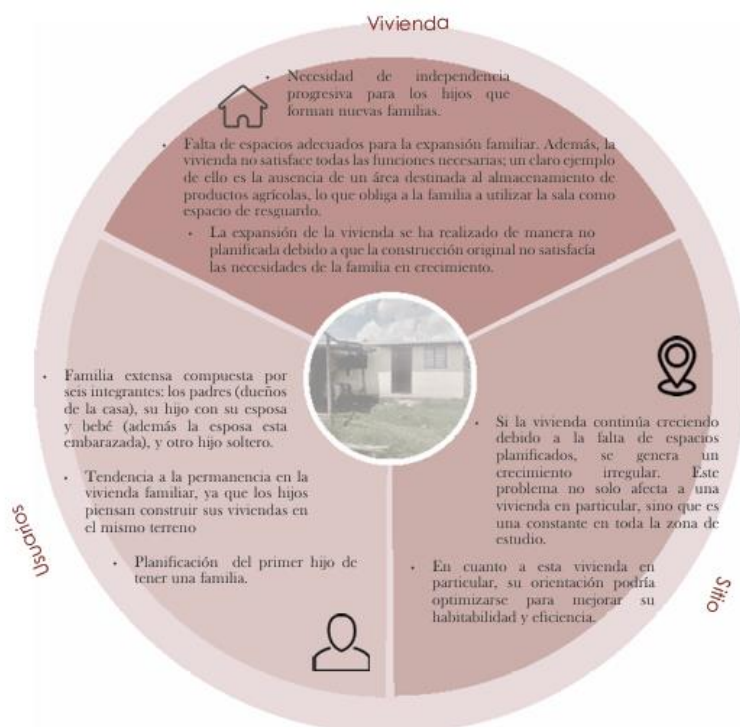 Vivienda
• Necesidad de independencia
progresiva para los hijos que
forman nuevas familias.
• Falta de espacios adecuados para la expansión familiar. Además, la
vivienda no satisface todas las funciones necesarias; un claro ejemplo
de ello es la ausencia de un área destinada al almacenamiento de
productos agrícolas, lo que obliga a la familia a utilizar la sala como
espacio de resguardo.
• La expansión de la vivienda se ha realizado de manera no
planificada debido a que la construcción original no satisfacía
las necesidades de la familia en crecimiento.
• Familia extensa compuesta por
seis integrantes: los padres (dueños
de la casa), su hijo con su esposa
y bebé (además la esposa esta
embarazada), y otro hijo soltero.
• Tendencia a la permanencia en la
vivienda familiar, ya que los hijos
piensan construir sus viviendas en
el mismo terreno
• Planificación del primer hijo de
tener una familia.
Usuarios
• Si la vivienda continúa creciendo
debido a la falta de espacios
planificados, se genera un
crecimiento irregular. Este
problema no solo afecta a una
vivienda en particular, sino que es
una constante en toda la zona de
estudio.
• En cuanto a esta vivienda en
particular, su orientación podría
optimizarse para mejorar su
habitabilidad y eficiencia.
Sitio